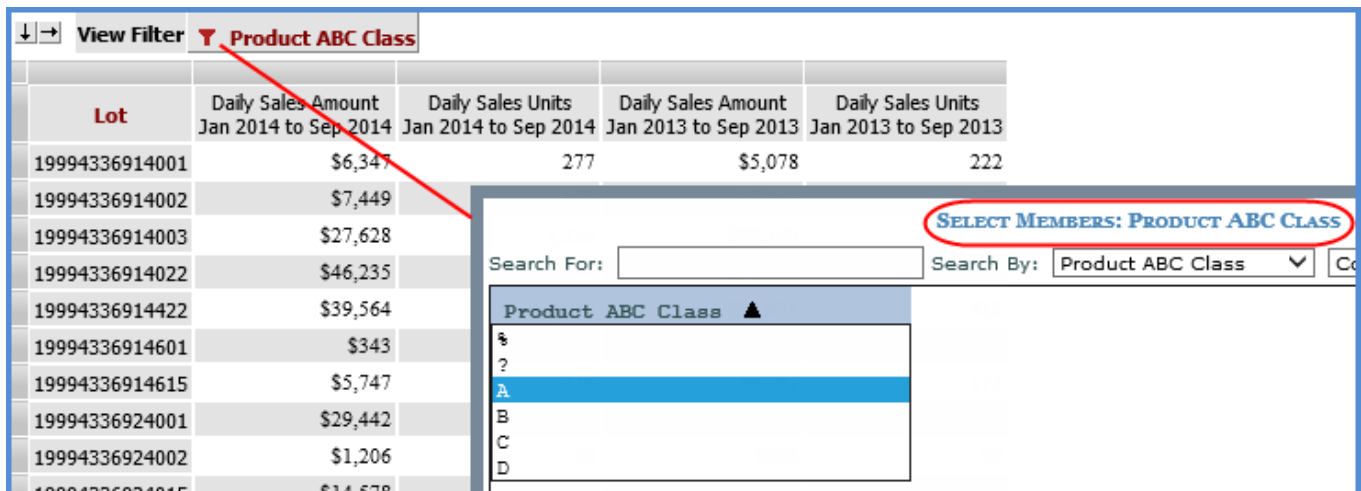 View Filter Product ABC Class
Lot
Daily Sales Amount
Jan 2014 to Sep 2014
Daily Sales Units
Jan 2014 to Sep 2014
Daily Sales Amount
Jan 2013 to Sep 2013
Daily Sales Units
Jan 2013 to Sep 2013
19994336914001 $6,347 277 $5,078 222
19994336914002 $7,449
19994336914003 $27,628
19994336914022 $46,235
19994336914422 $39,564
19994336914601 $343
19994336914615 $5,747
19994336924001 $29,442
19994336924002 $1,206
SELECT MEMBERS: PRODUCT ABC CLASS
Search For: Search By: Product ABC Class
Product ABC Class
%
?
A
B
C
D